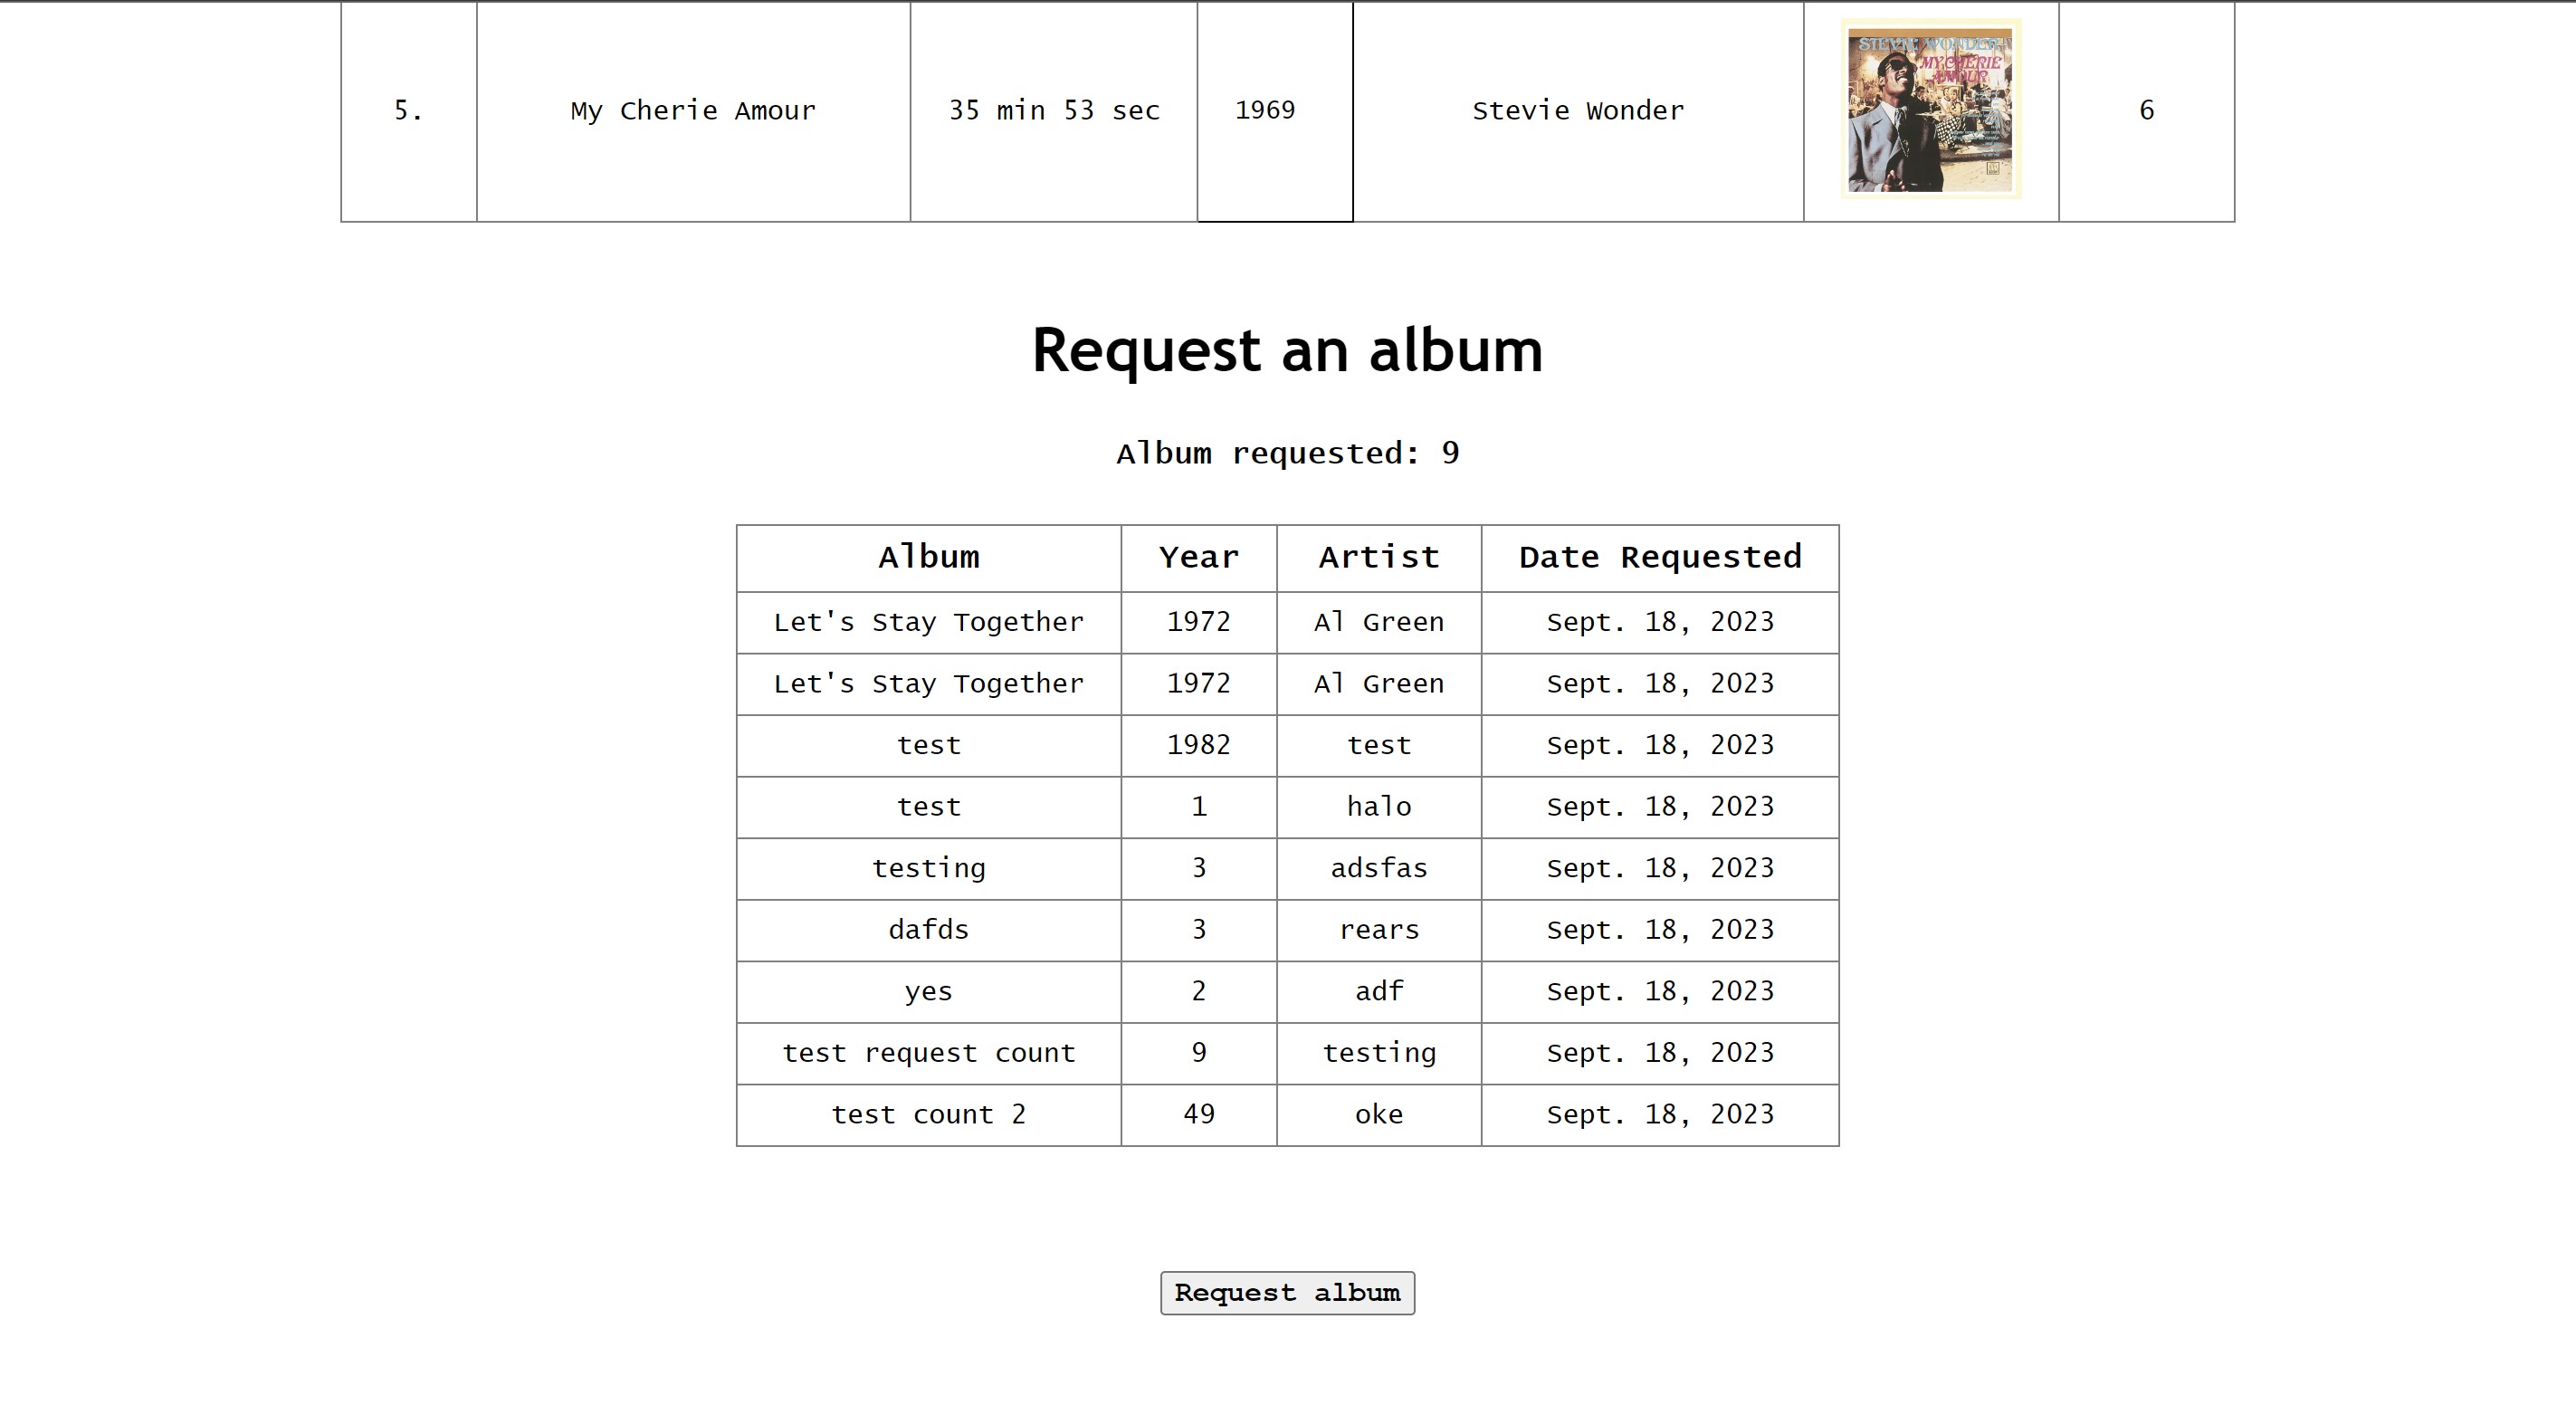 5. My Cherie Amour 35 min 53 sec 1969 Stevie Wonder 6
STEVIE WONDER
MY CHERIE
AMOUR
Request an album
Album requested: 9
Album Year Artist Date Requested
Let's Stay Together 1972 Al Green Sept. 18, 2023
Let's Stay Together 1972 Al Green Sept. 18, 2023
test 1982 test Sept. 18, 2023
test 1 halo Sept. 18, 2023
testing 3 adsfas Sept. 18, 2023
dafds 3 rears Sept. 18, 2023
yes 2 adf Sept. 18, 2023
test request count 9 testing Sept. 18, 2023
test count 2 49 oke Sept. 18, 2023
Request album